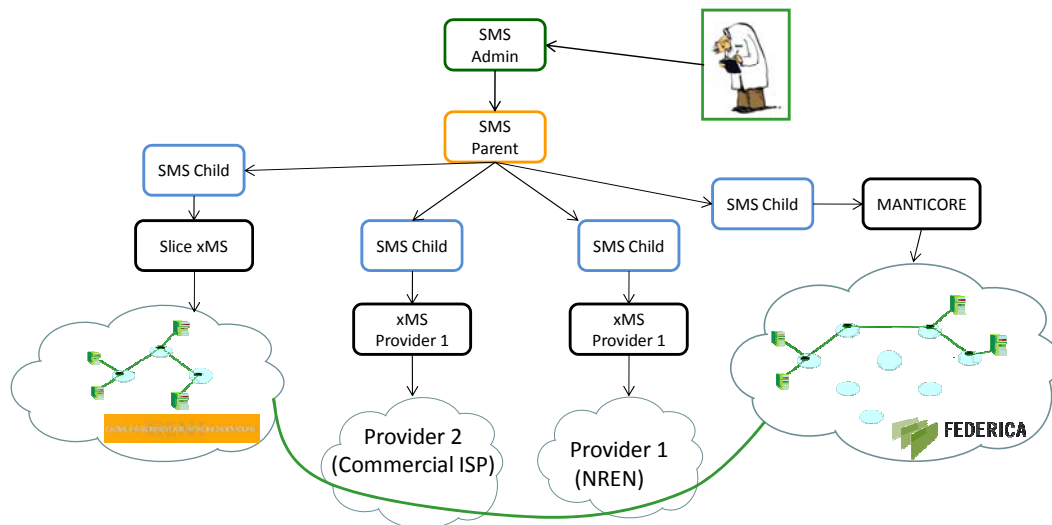 SMS
Admin
SMS
Parent
SMS Child
SMS Child
MANTICORE
Slice xMS
SMS Child
SMS Child
xMS
Provider 1
xMS
Provider 1
Provider 2
(Commercial ISP)
Provider 1
(NREN)
FEDERICA